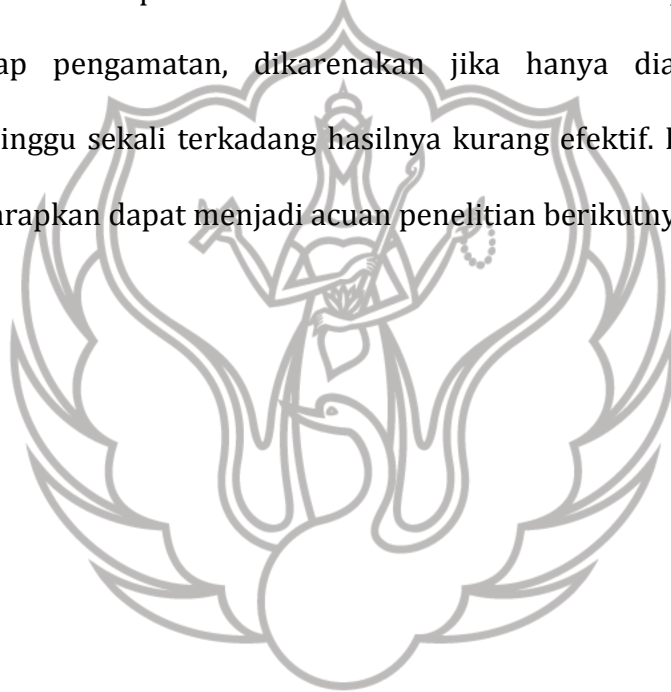 ap pengamatan, dikarenakan jika hanya dia
inggu sekali terkadang hasilnya kurang efektif.
arapkan dapat menjadi acuan penelitian berikutny